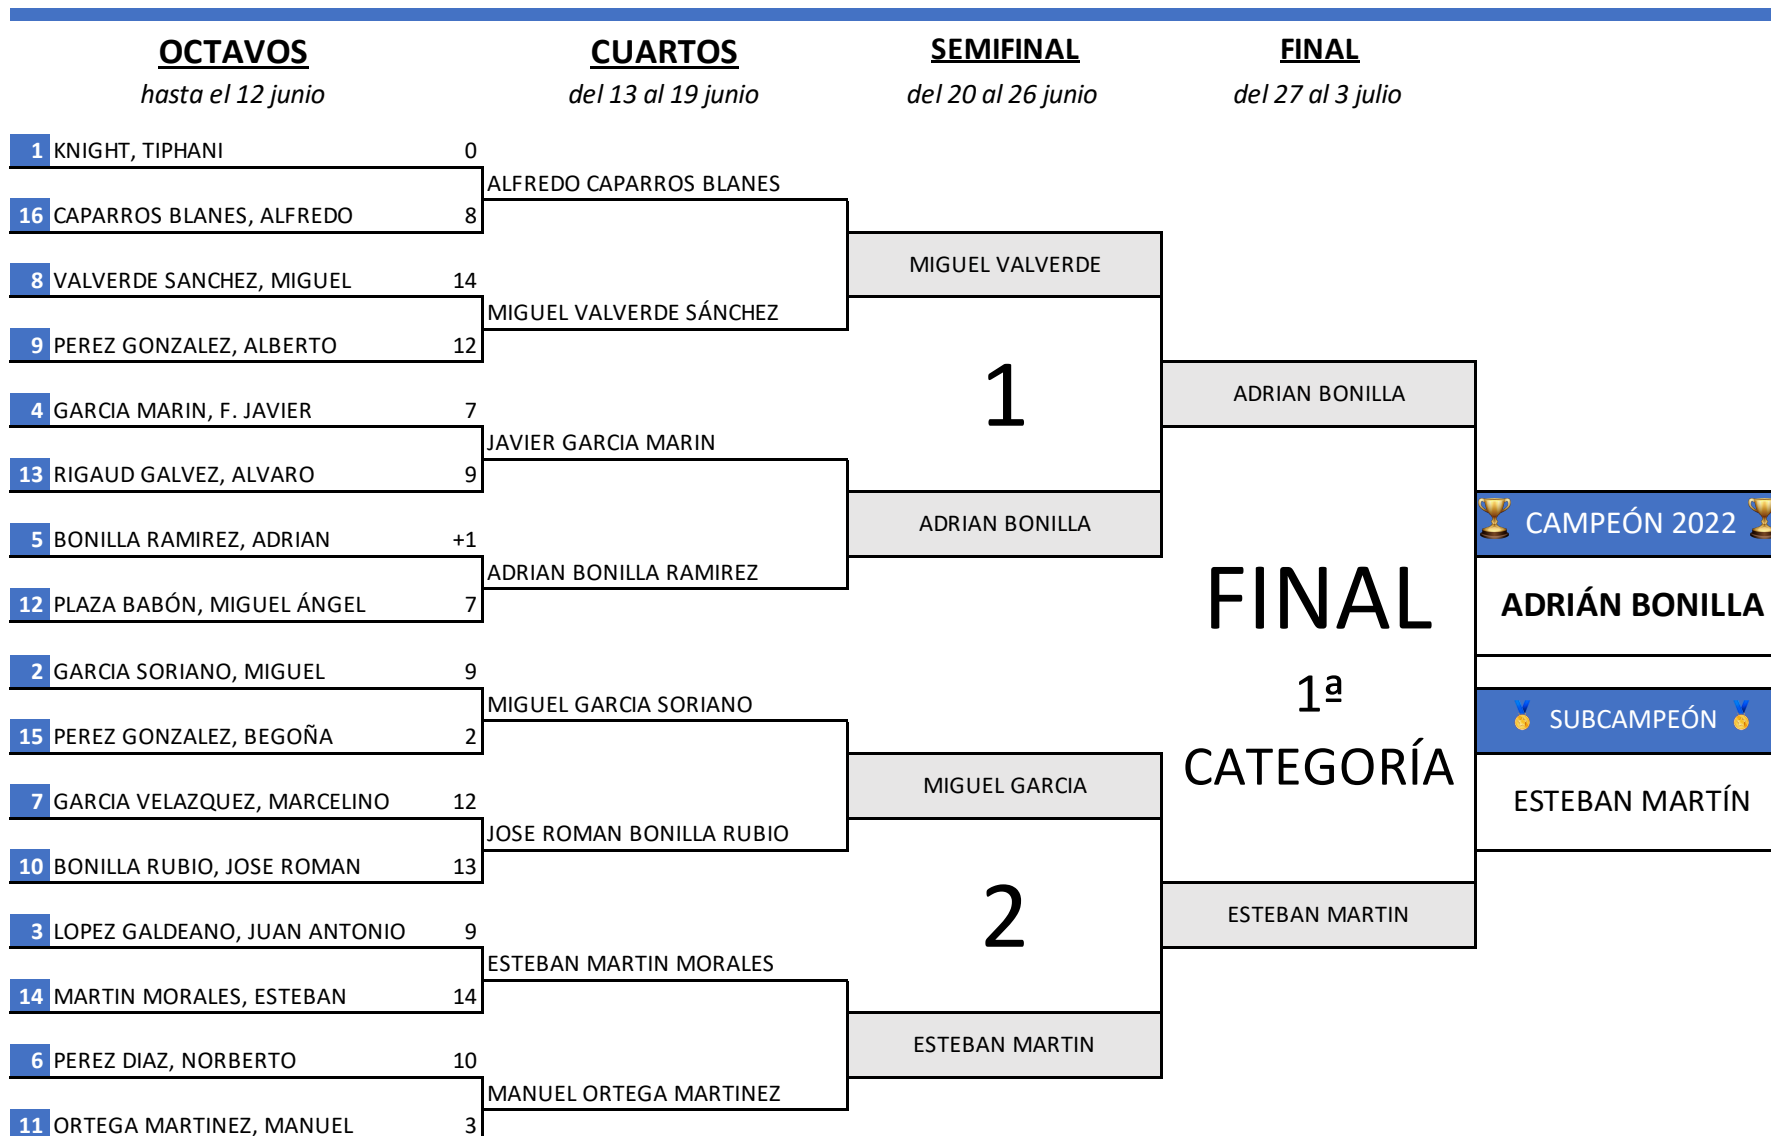 OCTAVOS
hasta el 12 junio
CUARTOS
del 13 al 19 junio
SEMIFINAL
del 20 al 26 junio
FINAL
del 27 al 3 julio
1 KNIGHT, TIPHANI 0
16 CAPARROS BLANES, ALFREDO 8
8 VALVERDE SANCHEZ, MIGUEL 14
9 PEREZ GONZALEZ, ALBERTO 12
4 GARCIA MARIN, F. JAVIER 7
13 RIGAUD GALVEZ, ALVARO 9
5 BONILLA RAMIREZ, ADRIAN +1
12 PLAZA BABÓN, MIGUEL ÁNGEL 7
2 GARCIA SORIANO, MIGUEL 9
15 PEREZ GONZALEZ, BEGOÑA 2
7 GARCIA VELAZQUEZ, MARCELINO 12
10 BONILLA RUBIO, JOSE ROMAN 13
3 LOPEZ GALDEANO, JUAN ANTONIO 9
14 MARTIN MORALES, ESTEBAN 14
6 PEREZ DIAZ, NORBERTO 10
11 ORTEGA MARTINEZ, MANUEL 3
ALFREDO CAPARROS BLANES
MIGUEL VALVERDE SÁNCHEZ
JAVIER GARCIA MARIN
ADRIAN BONILLA RAMIREZ
MIGUEL GARCIA SORIANO
JOSE ROMAN BONILLA RUBIO
ESTEBAN MARTIN MORALES
MANUEL ORTEGA MARTINEZ
MIGUEL VALVERDE
1
ADRIAN BONILLA
MIGUEL GARCIA
2
ESTEBAN MARTIN
ADRIAN BONILLA
FINAL
1ª
CATEGORÍA
ESTEBAN MARTIN
CAMPEÓN 2022
ADRIÁN BONILLA
SUBCAMPEÓN
ESTEBAN MARTÍN